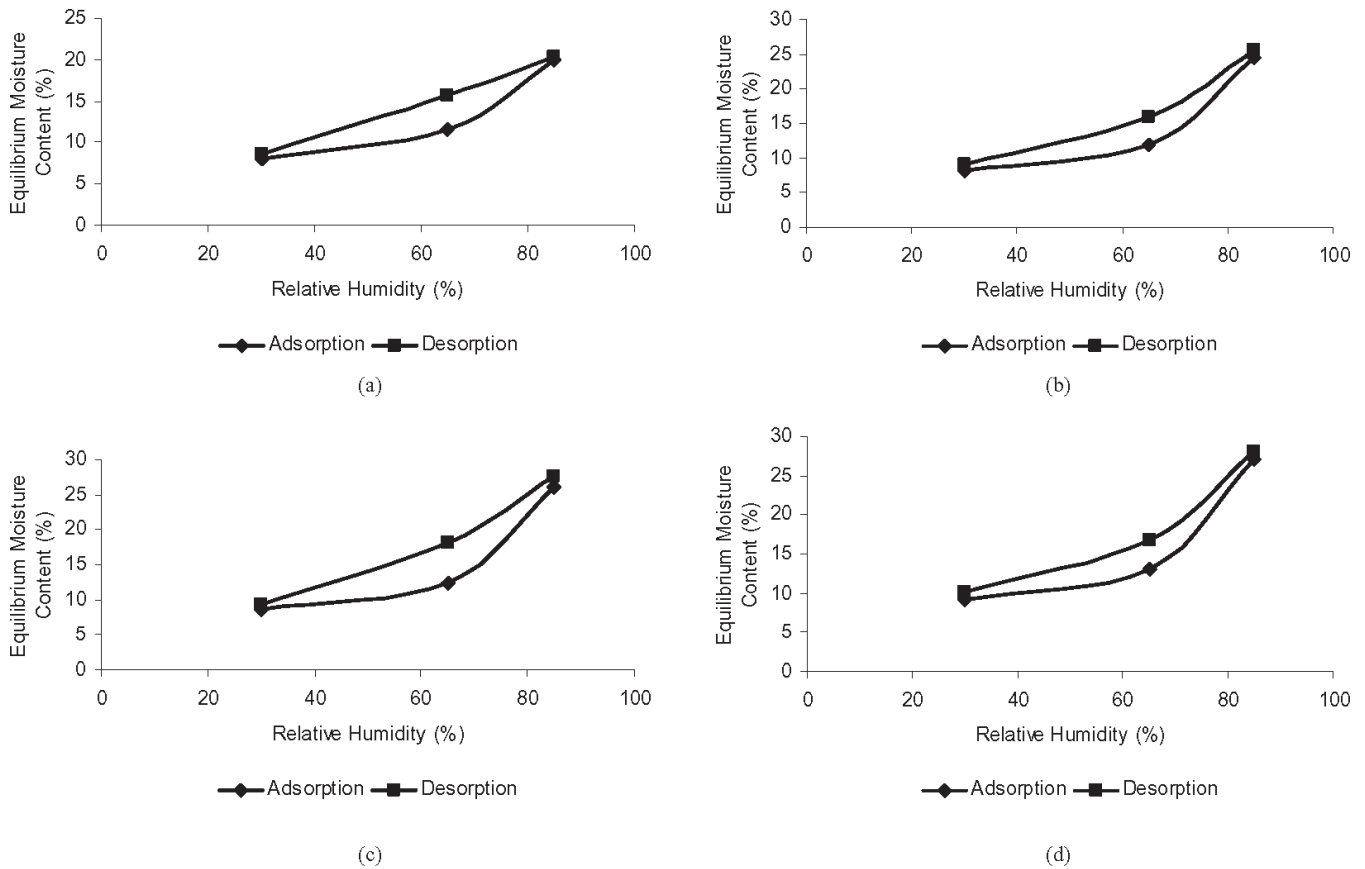 25
20
15
10
5
0
0 20 40 60 80 100
Equilibrium Moisture
Content (%)
Relative Humidity (%)
Adsorption Desorption
(a)
30
25
20
15
10
5
0
0 20 40 60 80 100
Equilibrium Moisture
Content (%)
Relative Humidity (%)
Adsorption Desorption
(b)
30
25
20
15
10
5
0
0 20 40 60 80 100
Equilibrium Moisture
Content (%)
Relative Humidity (%)
Adsorption Desorption
(c)
30
25
20
15
10
5
0
0 20 40 60 80 100
Equilibrium Moisture
Content (%)
Relative Humidity (%)
Adsorption Desorption
(d)